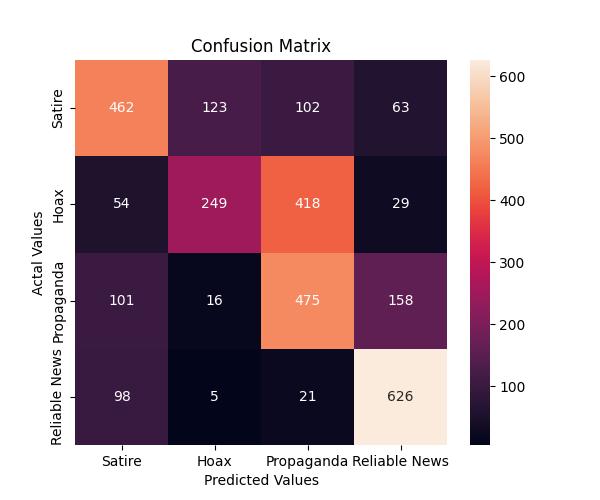 Confusion Matrix
Satire
462 123 102 63
Hoax
54 249 418 29
Propaganda
101 16 475 158
Reliable News
98 5 21 626
Actal Values
Satire Hoax Propaganda Reliable News
Predicted Values
600
500
400
300
200
100